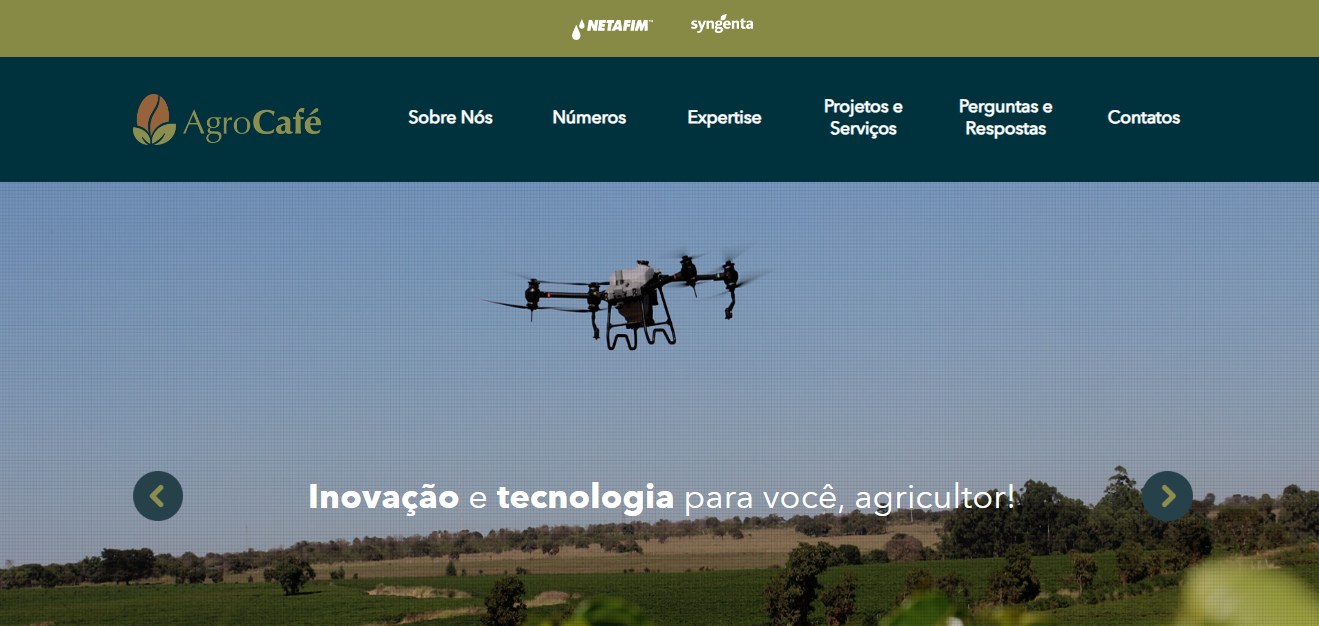 NETAFIM™ syngenta
AgroCafé
Sobre Nós Números Expertise Projetos e Serviços Perguntas e Respostas Contatos
Inovação e tecnologia para você, agricultor!